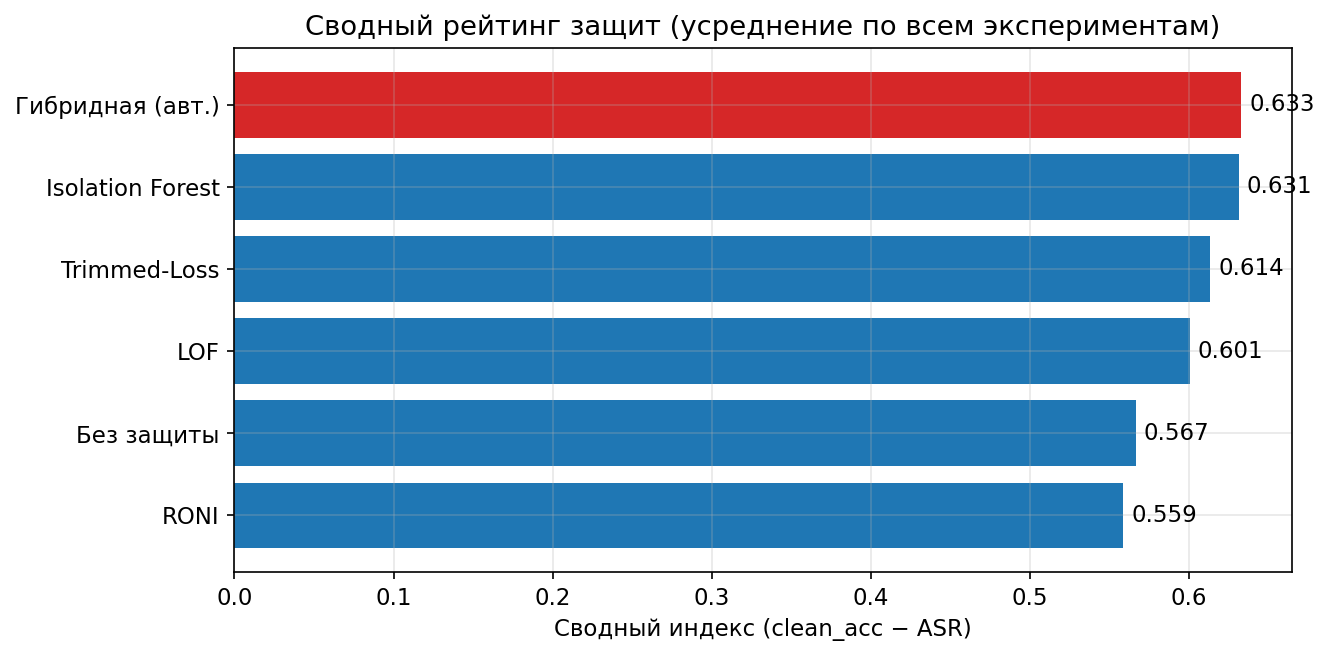 Сводный рейтинг защит (усреднение по всем экспериментам)
Гибридная (авт.) 0.633
Isolation Forest 0.631
Trimmed-Loss 0.614
LOF 0.601
Без защиты 0.567
RONI 0.559
0.0 0.1 0.2 0.3 0.4 0.5 0.6
Сводный индекс (clean_acc − ASR)